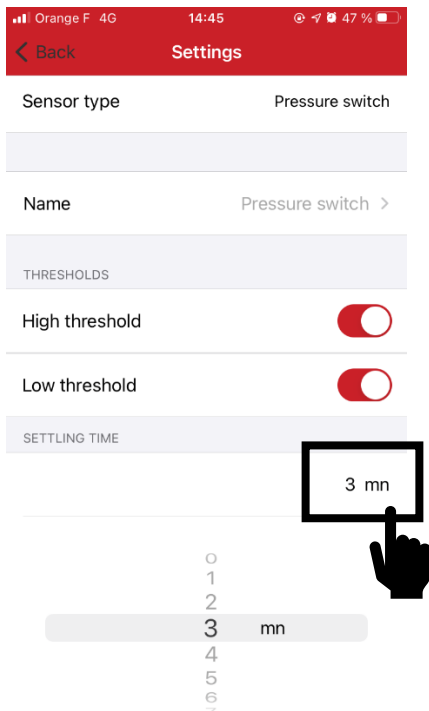 Orange F 4G 14:45 47 %
Back Settings
Sensor type Pressure switch
Name Pressure switch
THRESHOLDS
High threshold
Low threshold
SETTLING TIME
3 mn
0
1
2
3 mn
4
5
6